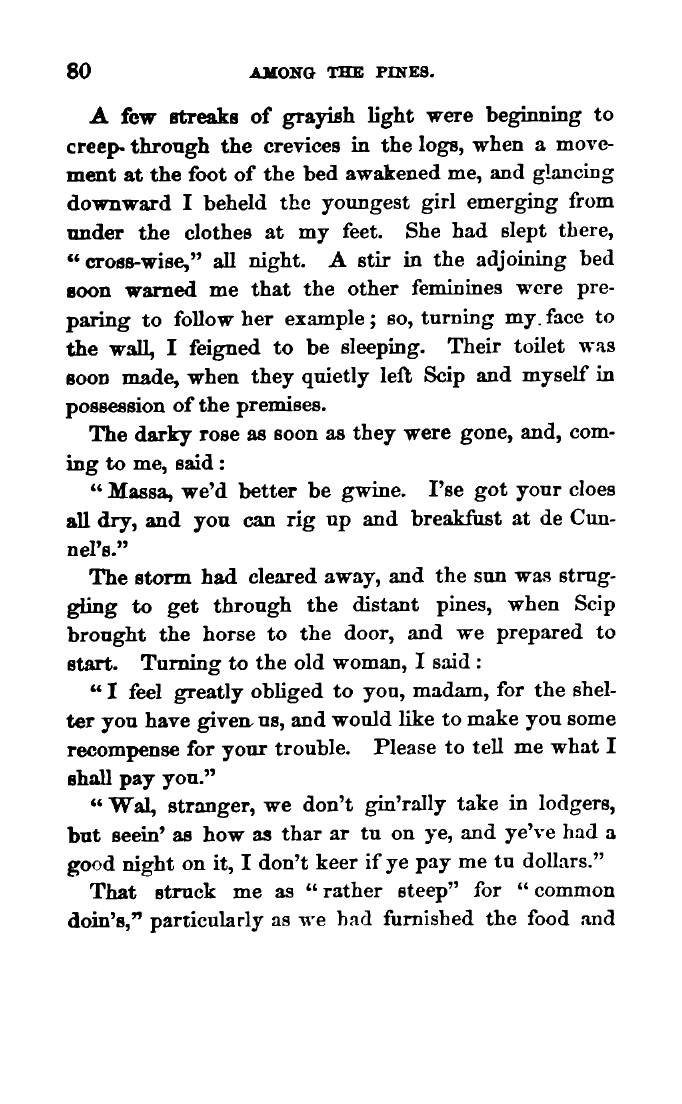 80 AMONG THE PINES.
A few streaks of grayish light were beginning to
creep through the crevices in the logs, when a move-
ment at the foot of the bed awakened me, and glancing
downward I beheld the youngest girl emerging from
under the clothes at my feet. She had slept there,
“cross-wise,” all night. A stir in the adjoining bed
soon warned me that the other feminines were pre-
paring to follow her example; so, turning my face to
the wall, I feigned to be sleeping. Their toilet was
soon made, when they quietly left Scip and myself in
possession of the premises.
The darky rose as soon as they were gone, and, com-
ing to me, said:
“Massa, we’d better be gwine. I’se got your cloes
all dry, and you can rig up and breakfust at de Cun-
nel’s.”
The storm had cleared away, and the sun was strug-
gling to get through the distant pines, when Scip
brought the horse to the door, and we prepared to
start. Turning to the old woman, I said:
“I feel greatly obliged to you, madam, for the shel-
ter you have given us, and would like to make you some
recompense for your trouble. Please to tell me what I
shall pay you.”
“Wal, stranger, we don’t gin’rally take in lodgers,
but seein’ as how as thar ar tu on ye, and ye’ve had a
good night on it, I don’t keer if ye pay me tu dollars.”
That struck me as “rather steep” for “common
doin’s,” particularly as we had furnished the food and